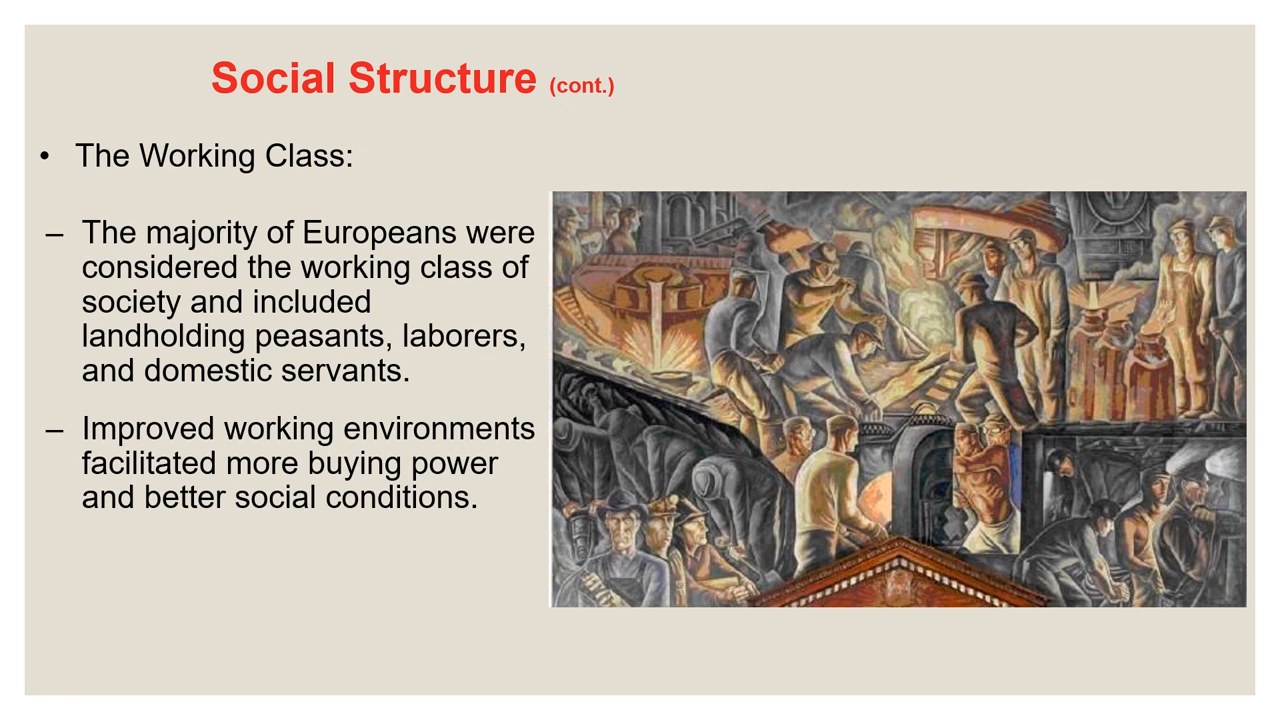 Social Structure (cont.)
• The Working Class:
– The majority of Europeans were
considered the working class of
society and included
landholding peasants, laborers,
and domestic servants.
– Improved working environments
facilitated more buying power
and better social conditions.